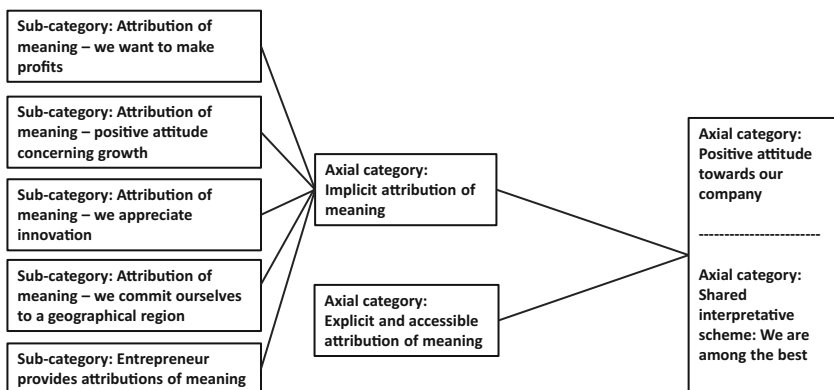 Sub-category: Attribution of
meaning – we want to make
profits
Sub-category: Attribution of
meaning – positive attitude
concerning growth
Sub-category: Attribution of
meaning – we appreciate
innovation
Sub-category: Attribution of
meaning – we commit ourselves
to a geographical region
Sub-category: Entrepreneur
provides attributions of meaning
Axial category:
Implicit attribution of
meaning
Axial category:
Explicit and accessible
attribution of meaning
Axial category:
Positive attitude
towards our
company
------------------------
Axial category:
Shared
interpretative
scheme: We are
among the best